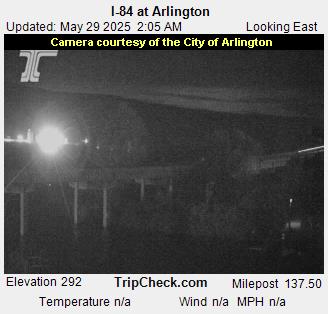 I-84 at Arlington
Updated: May 29 2025 2:05 AM Looking East
Camera courtesy of the City of Arlington
Elevation 292 TripCheck.com Milepost 137.50
Temperature n/a Wind n/a MPH n/a